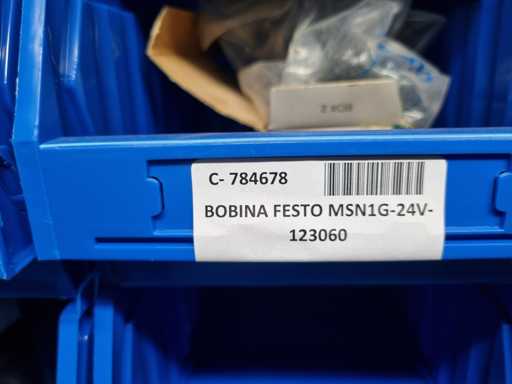 C- 784678
BOBINA FESTO MSN1G-24V-
123060